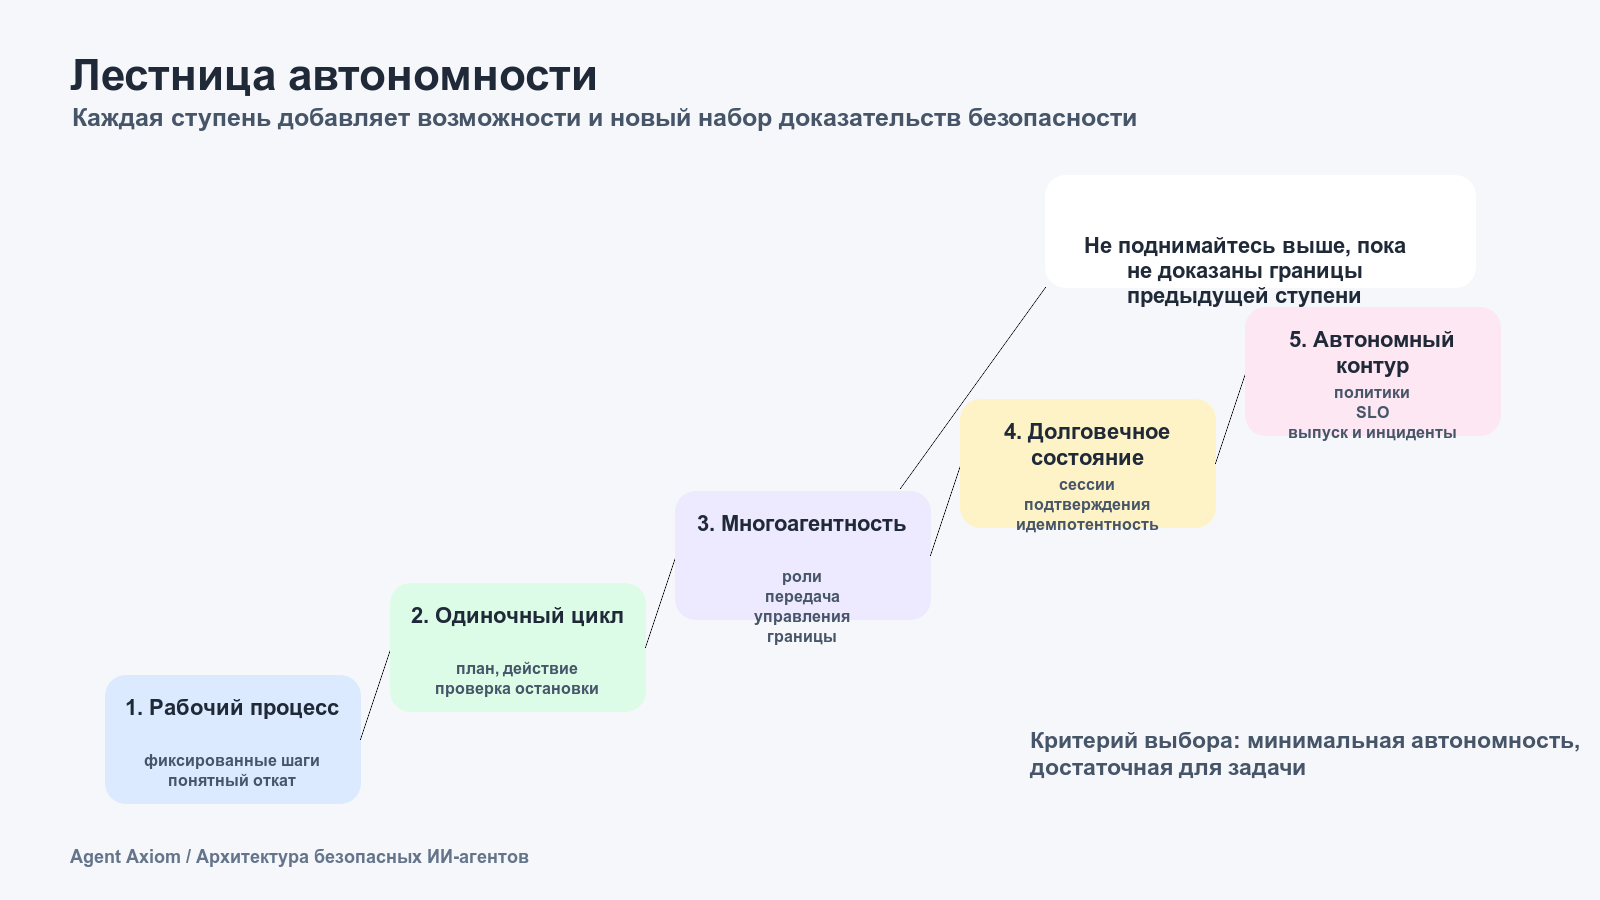 Лестница автономности
Каждая ступень добавляет возможности и новый набор доказательств безопасности
Не поднимайтесь выше, пока
не доказаны границы
предыдущей ступени
5. Автономный
контур
политики
SLO
выпуск и инциденты
4. Долговечное
состояние
сессии
подтверждения
идемпотентность
3. Многоагентность
роли
передача
управления
границы
2. Одиночный цикл
план, действие
проверка остановки
1. Рабочий процесс
фиксированные шаги
понятный откат
Критерий выбора: минимальная автономность,
достаточная для задачи
Agent Axiom / Архитектура безопасных ИИ-агентов